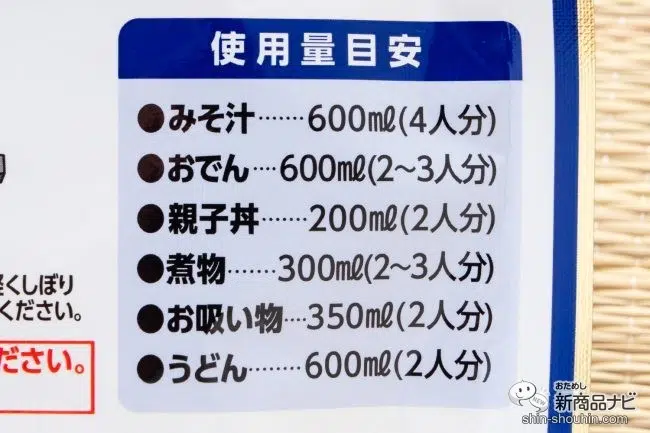 使用量目安
●みそ汁……600㎖(4人分)
●おでん…600㎖(2〜3人分)
●親子丼……200㎖(2人分)
●煮物……300㎖(2〜3人分)
●お吸い物…350㎖(2人分)
●うどん……600㎖(2人分)
くしぼり
ください。
ださい。
おためし
新商品ナビ
shin-shouhin.com